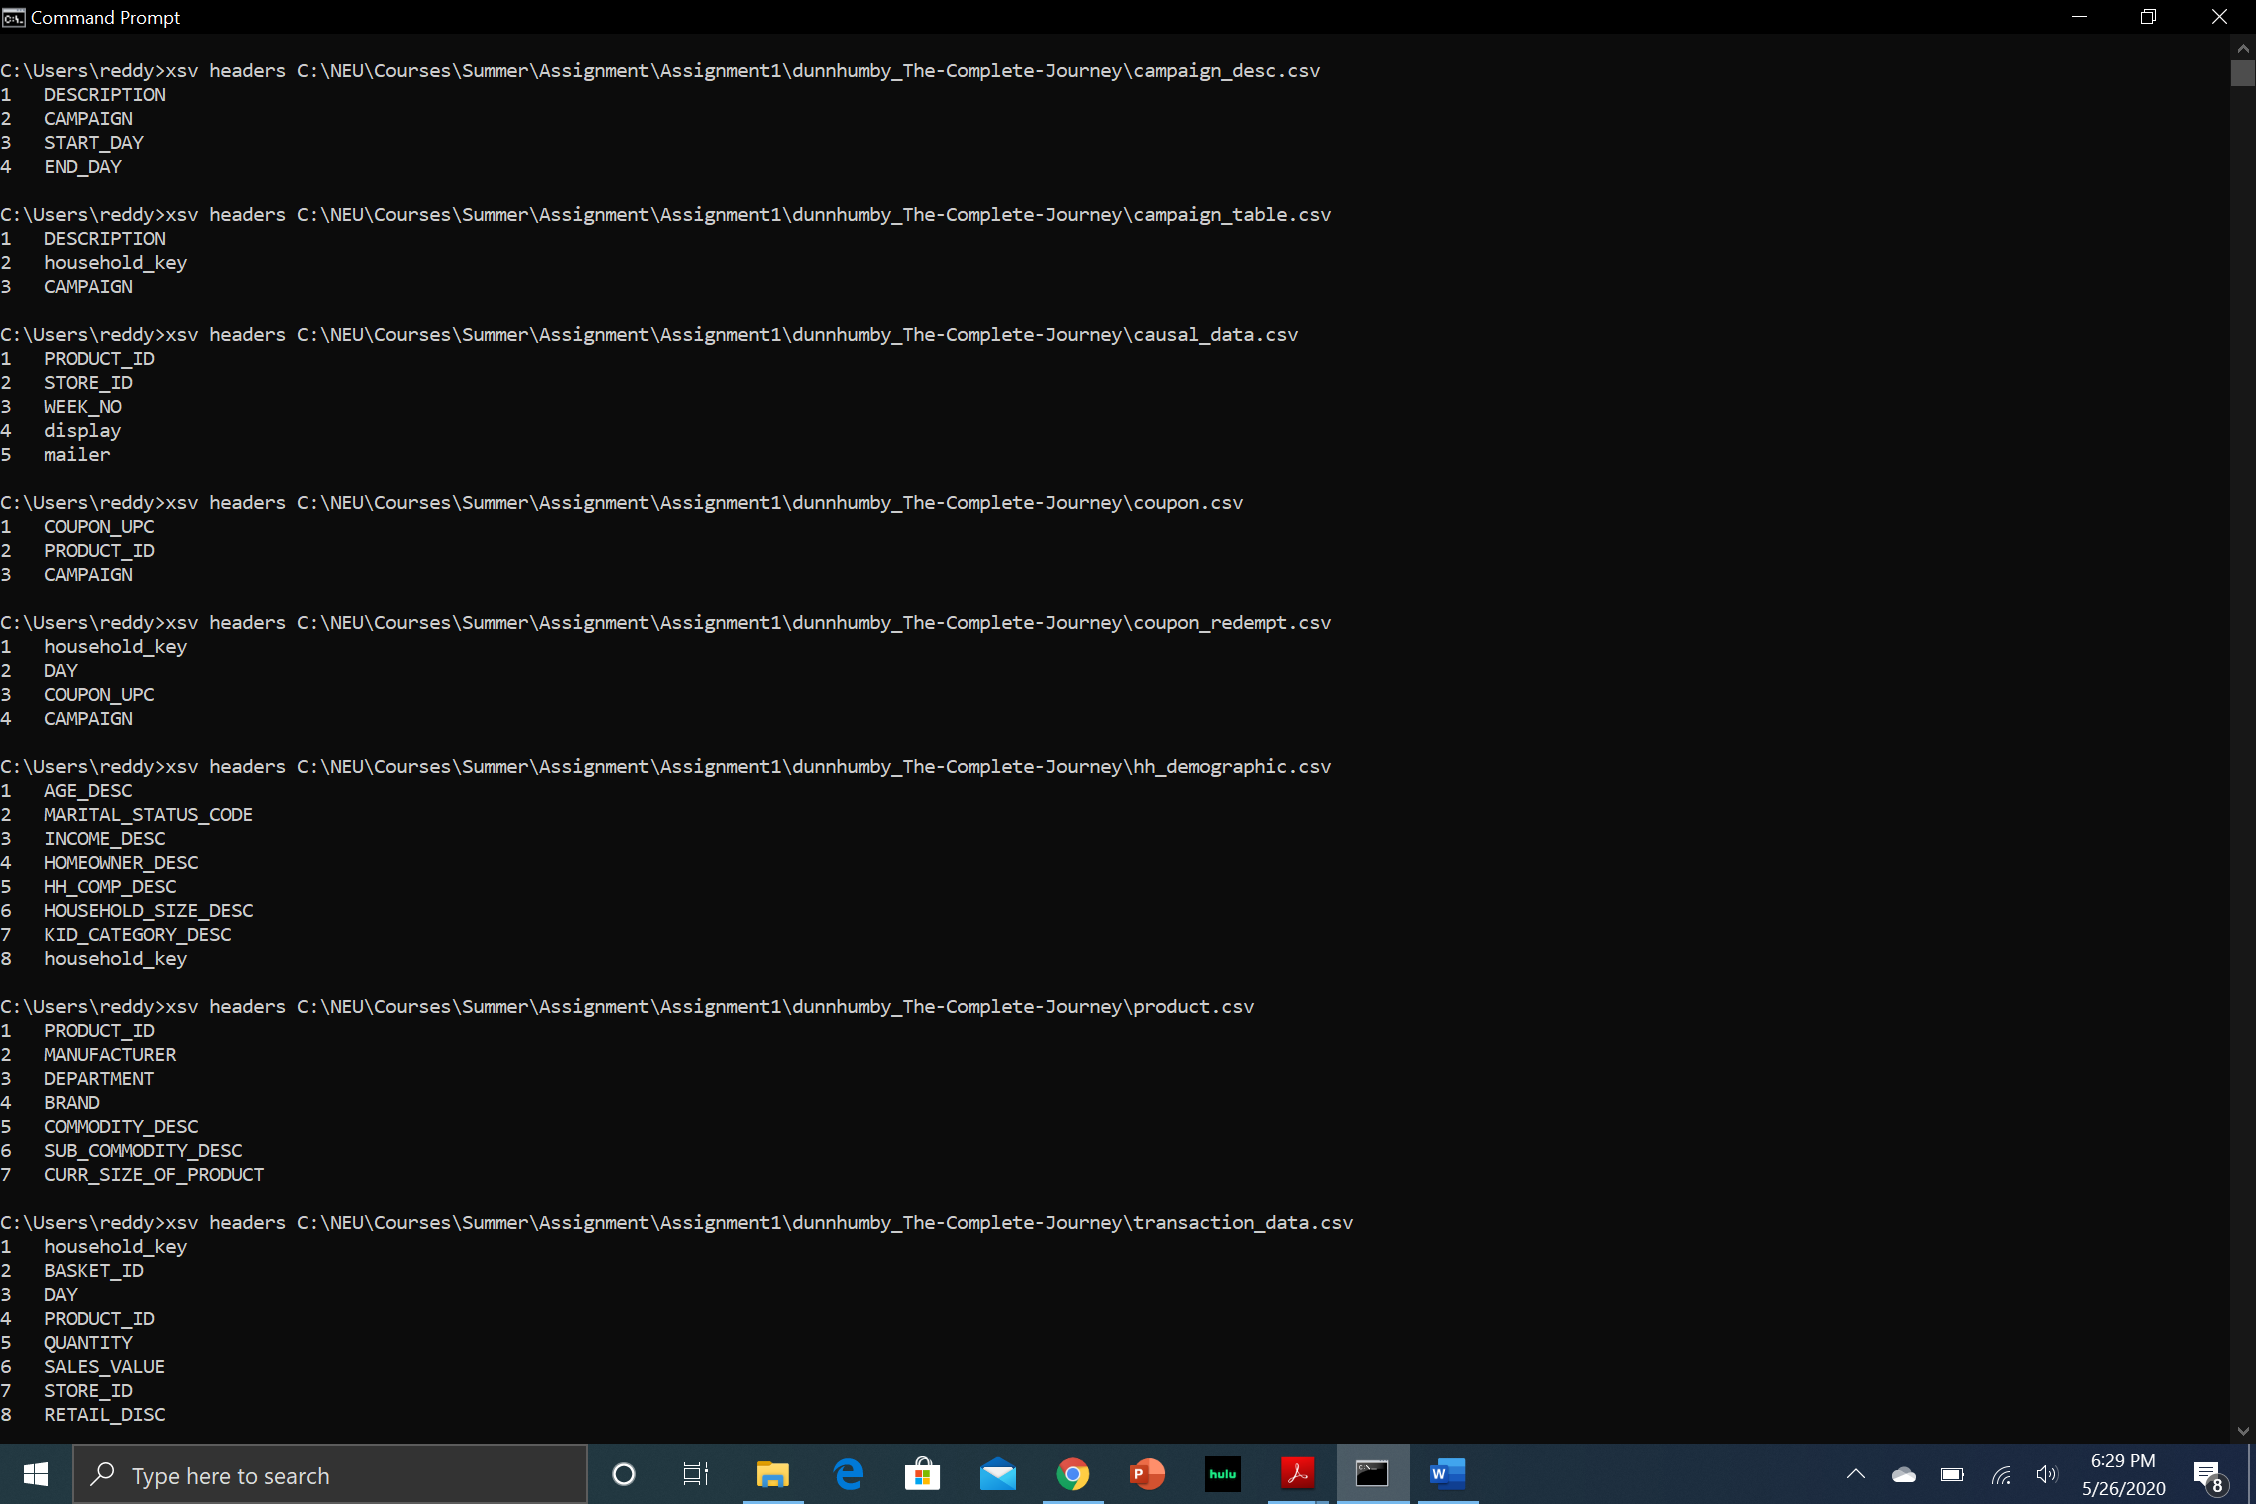 Command Prompt
C:\Users\reddy>xsv headers C:\NEU\Courses\Summer\Assignment\Assignment1\dunnhumby_The-Complete-Journey\campaign_desc.csv
1 DESCRIPTION
2 CAMPAIGN
3 START_DAY
4 END_DAY
C:\Users\reddy>xsv headers C:\NEU\Courses\Summer\Assignment\Assignment1\dunnhumby_The-Complete-Journey\campaign_table.csv
1 DESCRIPTION
2 household_key
3 CAMPAIGN
C:\Users\reddy>xsv headers C:\NEU\Courses\Summer\Assignment\Assignment1\dunnhumby_The-Complete-Journey\causal_data.csv
1 PRODUCT_ID
2 STORE_ID
3 WEEK_NO
4 display
5 mailer
C:\Users\reddy>xsv headers C:\NEU\Courses\Summer\Assignment\Assignment1\dunnhumby_The-Complete-Journey\coupon.csv
1 COUPON_UPC
2 PRODUCT_ID
3 CAMPAIGN
C:\Users\reddy>xsv headers C:\NEU\Courses\Summer\Assignment\Assignment1\dunnhumby_The-Complete-Journey\coupon_redempt.csv
1 household_key
2 DAY
3 COUPON_UPC
4 CAMPAIGN
C:\Users\reddy>xsv headers C:\NEU\Courses\Summer\Assignment\Assignment1\dunnhumby_The-Complete-Journey\hh_demographic.csv
1 AGE_DESC
2 MARITAL_STATUS_CODE
3 INCOME_DESC
4 HOMEOWNER_DESC
5 HH_COMP_DESC
6 HOUSEHOLD_SIZE_DESC
7 KID_CATEGORY_DESC
8 household_key
C:\Users\reddy>xsv headers C:\NEU\Courses\Summer\Assignment\Assignment1\dunnhumby_The-Complete-Journey\product.csv
1 PRODUCT_ID
2 MANUFACTURER
3 DEPARTMENT
4 BRAND
5 COMMODITY_DESC
6 SUB_COMMODITY_DESC
7 CURR_SIZE_OF_PRODUCT
C:\Users\reddy>xsv headers C:\NEU\Courses\Summer\Assignment\Assignment1\dunnhumby_The-Complete-Journey\transaction_data.csv
1 household_key
2 BASKET_ID
3 DAY
4 PRODUCT_ID
5 QUANTITY
6 SALES_VALUE
7 STORE_ID
8 RETAIL_DISC
Type here to search
hulu
6:29 PM
5/26/2020
8